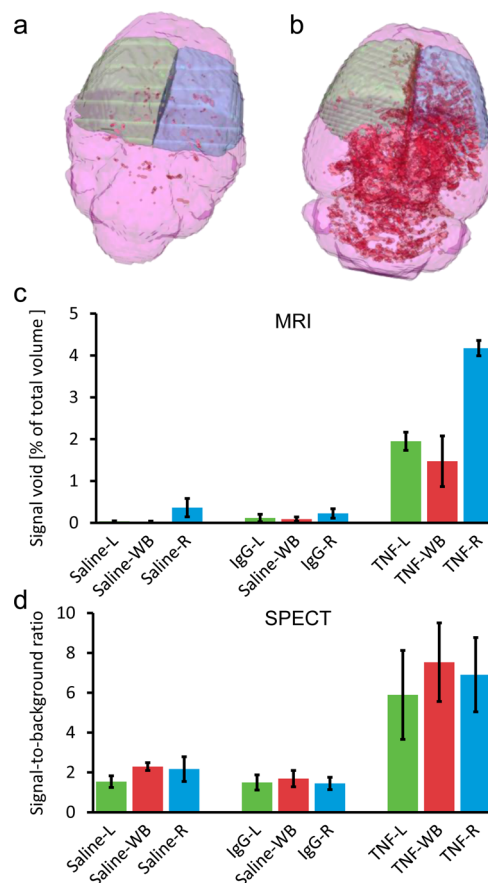 a
b
c
MRI
Signal void [% of total volume ]
5
4
3
2
1
0
Saline-L
Saline-WB
Saline-R
IgG-L
Saline-WB
IgG-R
TNF-L
TNF-WB
TNF-R
d
SPECT
Signal-to-background ratio
10
8
6
4
2
0
Saline-L
Saline-WB
Saline-R
IgG-L
Saline-WB
IgG-R
TNF-L
TNF-WB
TNF-R